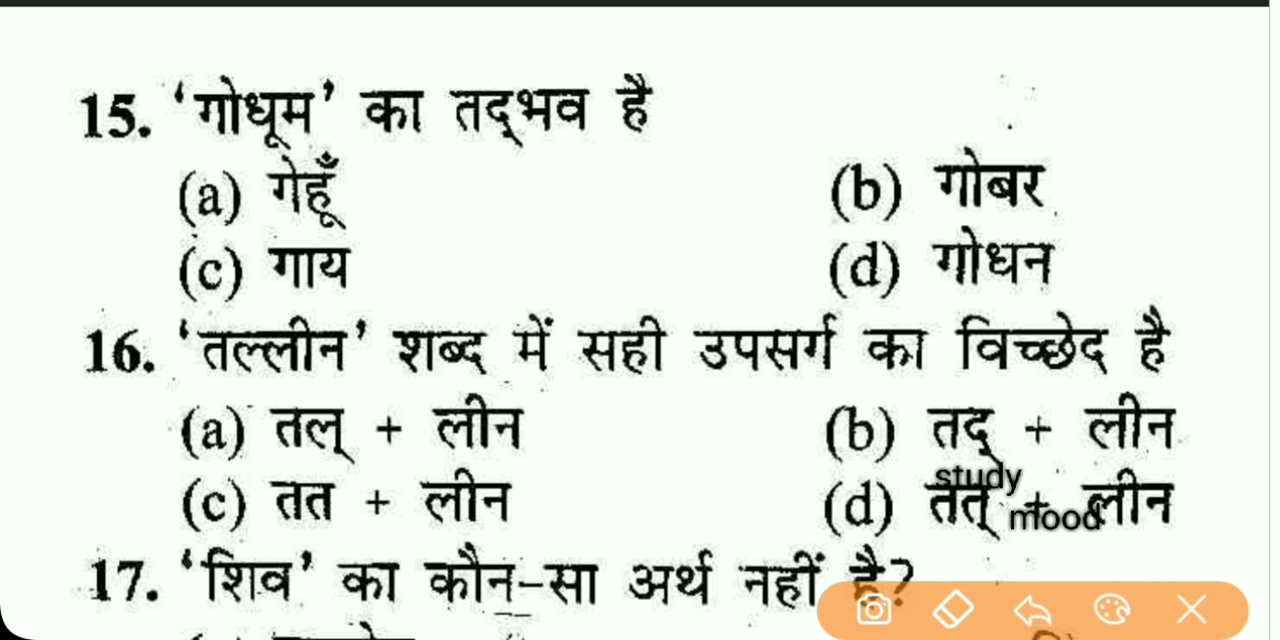 15. ‘गोधूम’ का तद्‌भव है
(a) गेहूँ (b) गोबर
(c) गाय (d) गोधन
16. ‘तल्लीन’ शब्द में सही उपसर्ग का विच्छेद है
(a) तल् + लीन (b) तद् + लीन
study
(c) तत + लीन (d) तत् + लीन
mood
17. ‘शिव’ का कौन-सा अर्थ नहीं है?